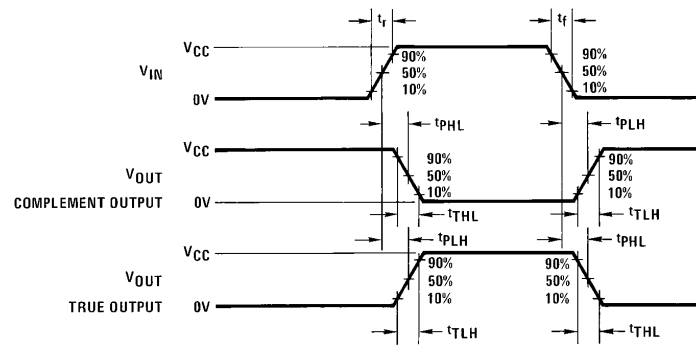 tr
tf
VCC
90%
90%
VIN
50%
50%
10%
10%
0V
tPHL
tPLH
VCC
90%
90%
VOUT
50%
50%
COMPLEMENT OUTPUT
0V
10%
10%
tTHL
tTLH
tPLH
tPHL
VCC
90%
90%
VOUT
50%
50%
TRUE OUTPUT
0V
10%
10%
tTLH
tTHL